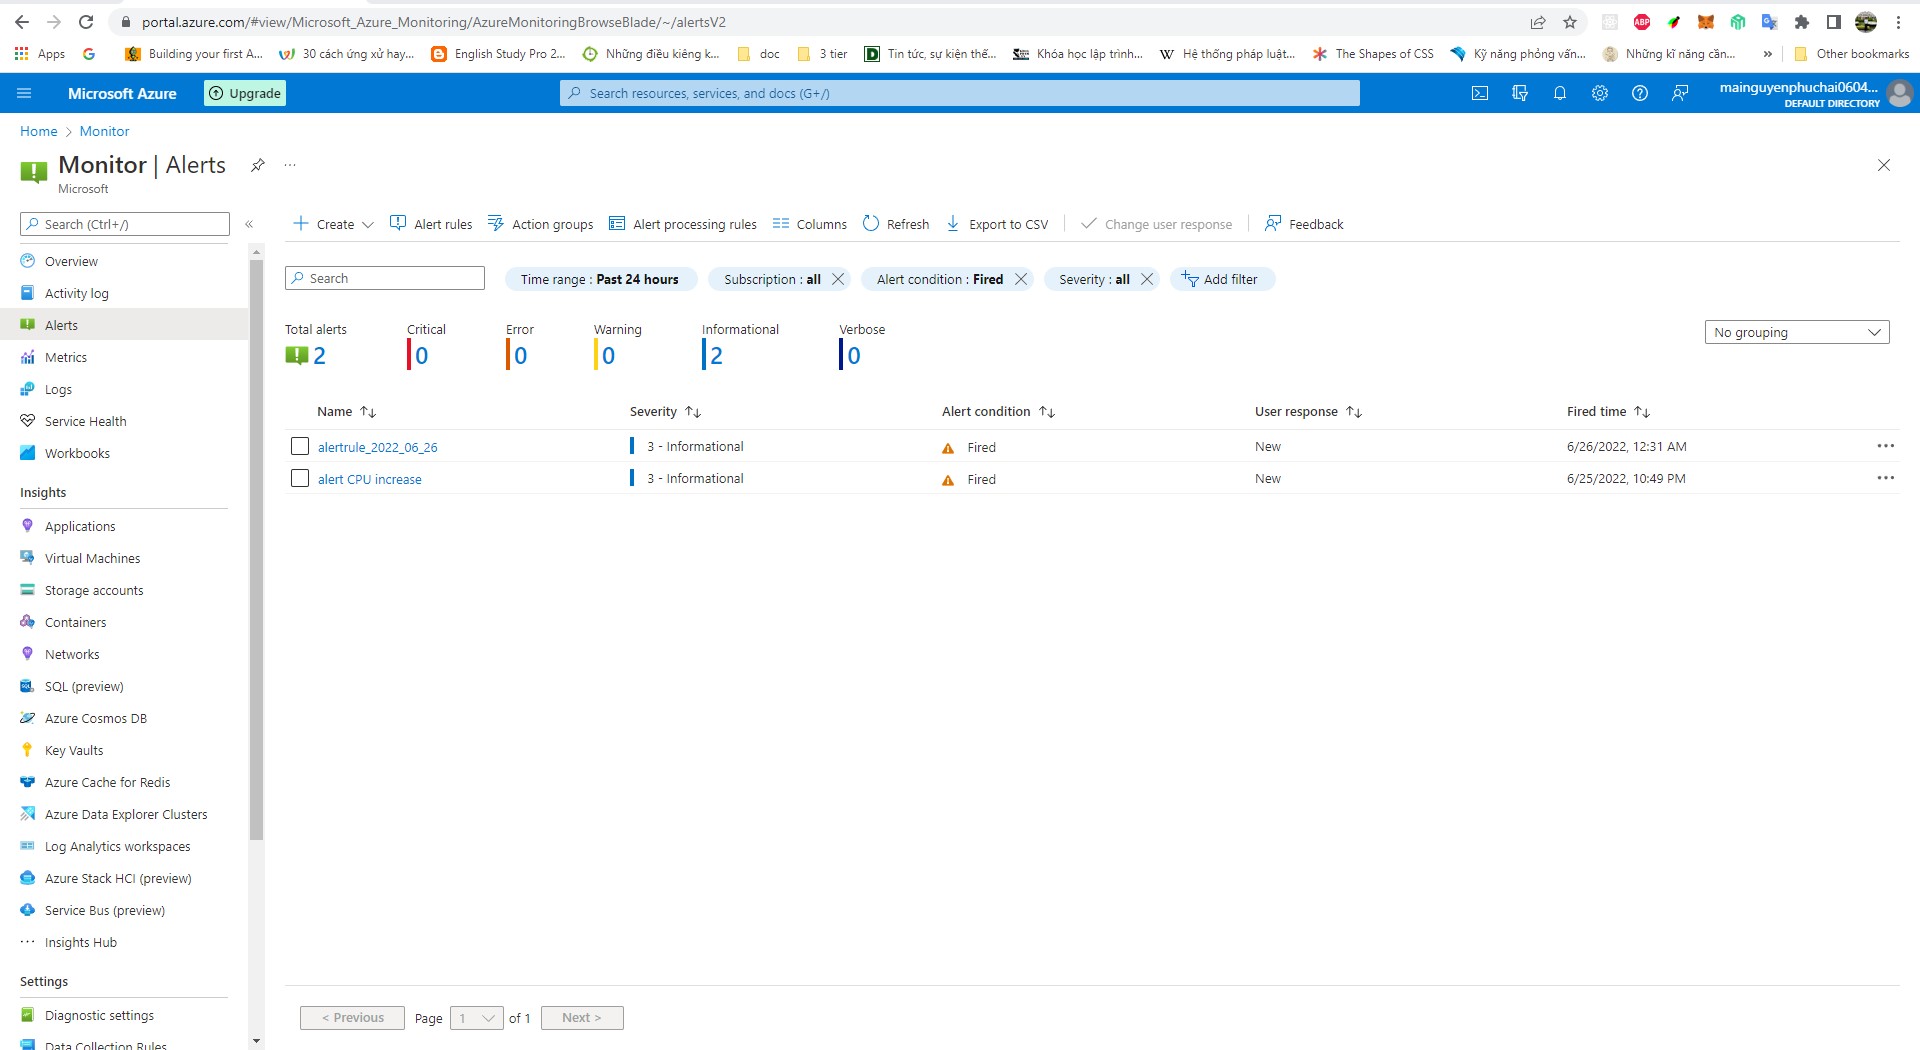 portal.azure.com/#view/Microsoft_Azure_Monitoring/AzureMonitoringBrowseBlade/~/alertsV2
ABP
Apps
Building your first A...
30 cách ứng xử hay...
English Study Pro 2...
Những điều kiêng k...
doc
3 tier
Tin tức, sự kiện thế...
Khóa học lập trình...
Hệ thống pháp luật...
The Shapes of CSS
Kỹ năng phỏng vấn...
Những kĩ năng cần...
»
Other bookmarks
Microsoft Azure
Upgrade
Search resources, services, and docs (G+/)
mainguyenphuchai0604...
DEFAULT DIRECTORY
Home > Monitor
Monitor | Alerts
...
Microsoft
Search (Ctrl+/)
«
Create
Alert rules
Action groups
Alert processing rules
Columns
Refresh
Export to CSV
Change user response
Feedback
Overview
Activity log
Alerts
Metrics
Logs
Service Health
Workbooks
Insights
Applications
Virtual Machines
Storage accounts
Containers
Networks
SQL (preview)
Azure Cosmos DB
Key Vaults
Azure Cache for Redis
Azure Data Explorer Clusters
Log Analytics workspaces
Azure Stack HCI (preview)
Service Bus (preview)
Insights Hub
Settings
Diagnostic settings
Data Collection Rules
Search
Time range : Past 24 hours
Subscription : all
Alert condition : Fired
Severity : all
Add filter
Total alerts
2
Critical
0
Error
0
Warning
0
Informational
2
Verbose
0
No grouping
Name
Severity
Alert condition
User response
Fired time
alertrule_2022_06_26
3 - Informational
Fired
New
6/26/2022, 12:31 AM
alert CPU increase
3 - Informational
Fired
New
6/25/2022, 10:49 PM
< Previous
Page
1
of 1
Next >